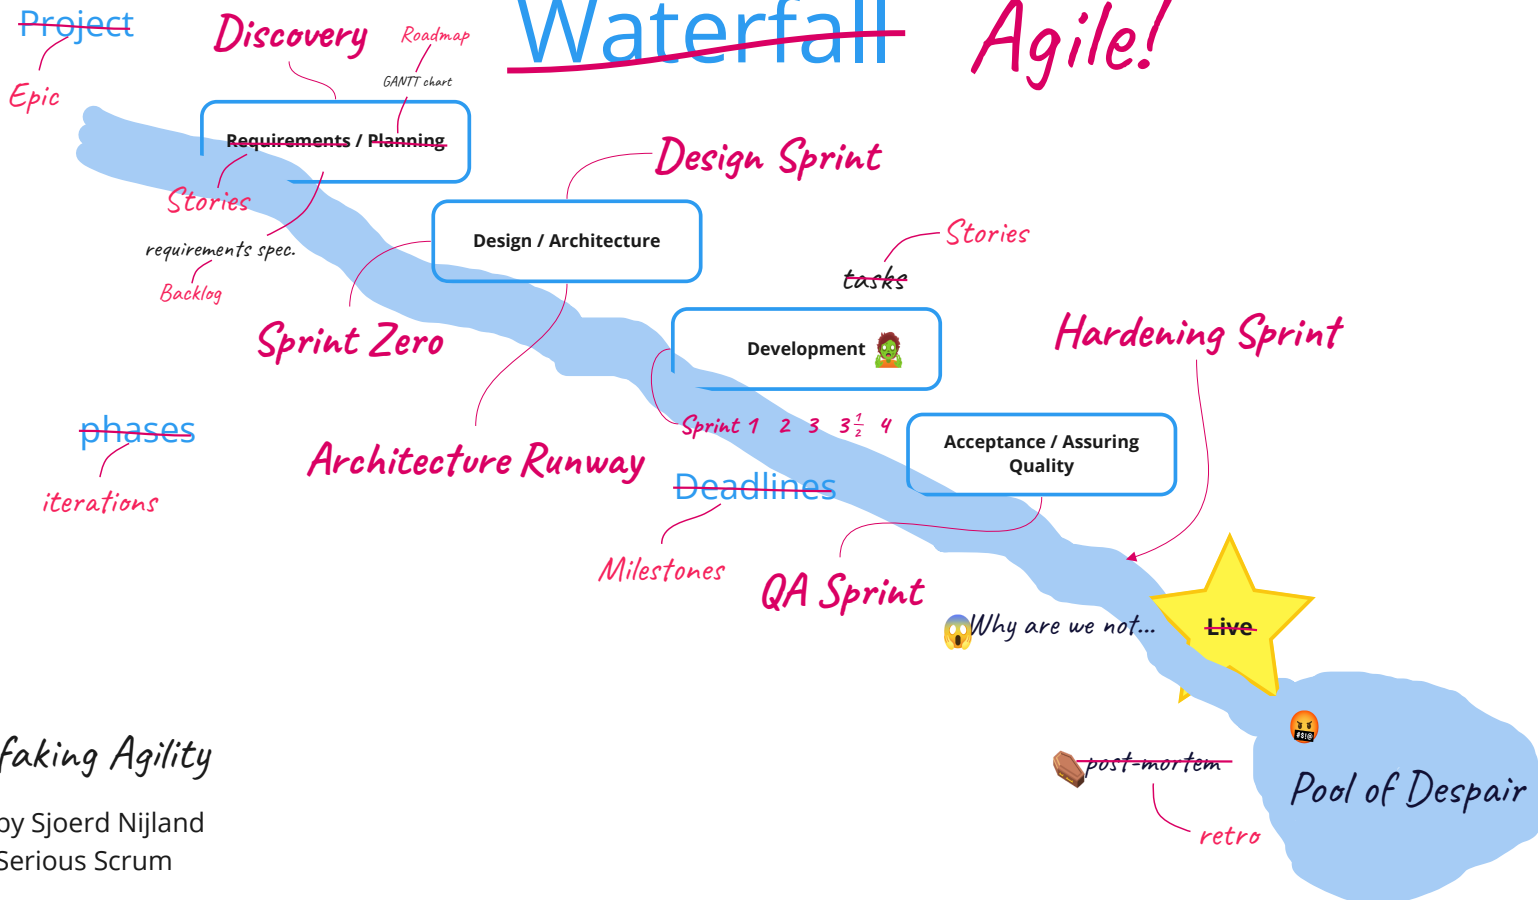 Project
Epic
Discovery
Roadmap
GANTT chart
Waterfall
Agile!
Requirements / Planning
Stories
requirements spec.
Backlog
Design Sprint
Design / Architecture
Sprint Zero
Architecture Runway
Stories
tasks
Development
Sprint 1 2 3 3 1/2 4
Hardening Sprint
phases
iterations
Deadlines
Milestones
Acceptance / Assuring
Quality
QA Sprint
Why are we not...
Live
#$!@
post-mortem
retro
Pool of Despair
faking Agility
by Sjoerd Nijland
Serious Scrum